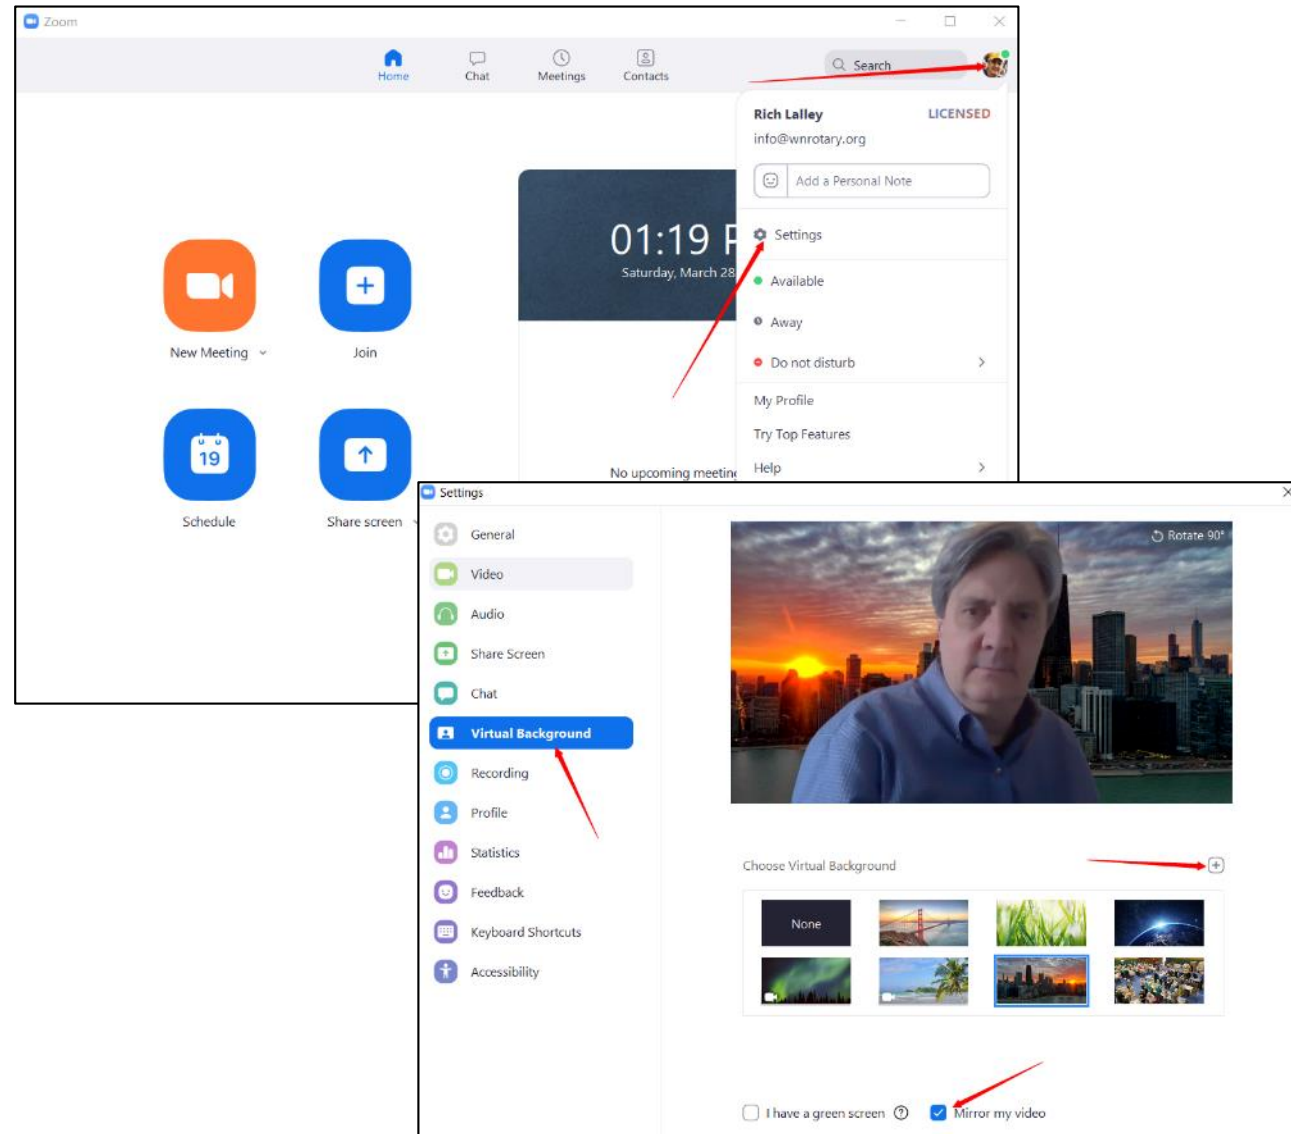 Zoom
Home
Chat
Meetings
Contacts
Search
Rich Lalley LICENSED
info@wnrotary.org
Add a Personal Note
01:19 P
Saturday, March 28
Settings
Available
Away
Do not disturb
My Profile
Try Top Features
Help
New Meeting
Join
19
Schedule
Share screen
No upcoming meeting
Settings
General
Video
Audio
Share Screen
Chat
Virtual Background
Recording
Profile
Statistics
Feedback
Keyboard Shortcuts
Accessibility
Rotate 90°
Choose Virtual Background
None
I have a green screen
Mirror my video